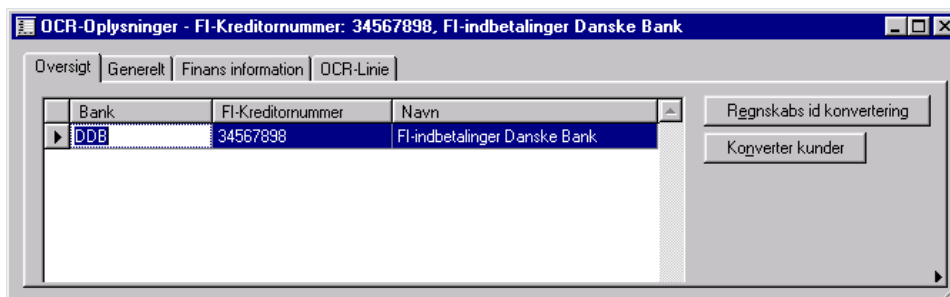 OCR-Oplysninger - FI-Kreditornummer: 34567898, FI-indbetalinger Danske Bank
Oversigt Generelt Finans information OCR-Linie
Bank FI-Kreditornummer Navn
DDB 34567898 FI-indbetalinger Danske Bank
Regnskabs id konvertering
Konverter kunder